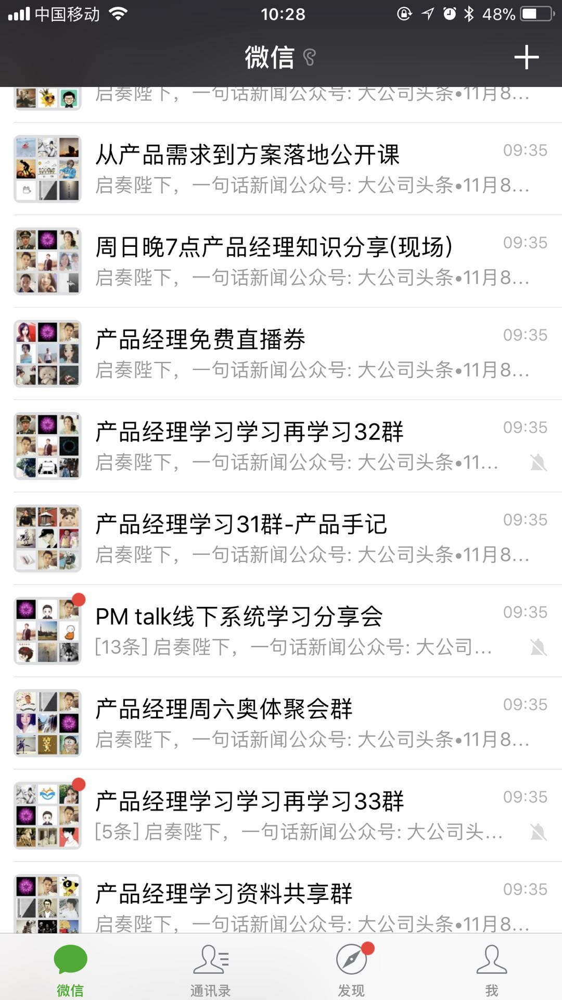 中国移动 10:28 48%
微信
启奏陛下，一句话新闻公众号: 大公司头条•11月8...
从产品需求到方案落地公开课 09:35
启奏陛下，一句话新闻公众号: 大公司头条•11月8...
周日晚7点产品经理知识分享(现场) 09:35
启奏陛下，一句话新闻公众号: 大公司头条•11月8...
产品经理免费直播券 09:35
启奏陛下，一句话新闻公众号: 大公司头条•11月8...
产品经理学习学习再学习32群 09:35
启奏陛下，一句话新闻公众号: 大公司头条•11...
产品经理学习31群-产品手记 09:35
启奏陛下，一句话新闻公众号: 大公司头条•11月8...
PM talk线下系统学习分享会 09:35
[13条] 启奏陛下，一句话新闻公众号: 大公司...
产品经理周六奥体聚会群 09:35
启奏陛下，一句话新闻公众号: 大公司头条•11月8...
产品经理学习学习再学习33群 09:35
[5条] 启奏陛下，一句话新闻公众号: 大公司头...
产品经理学习资料共享群 09:35
启奏陛下，一句话新闻公众号: 大公司头条•11月8...
微信 通讯录 发现 我